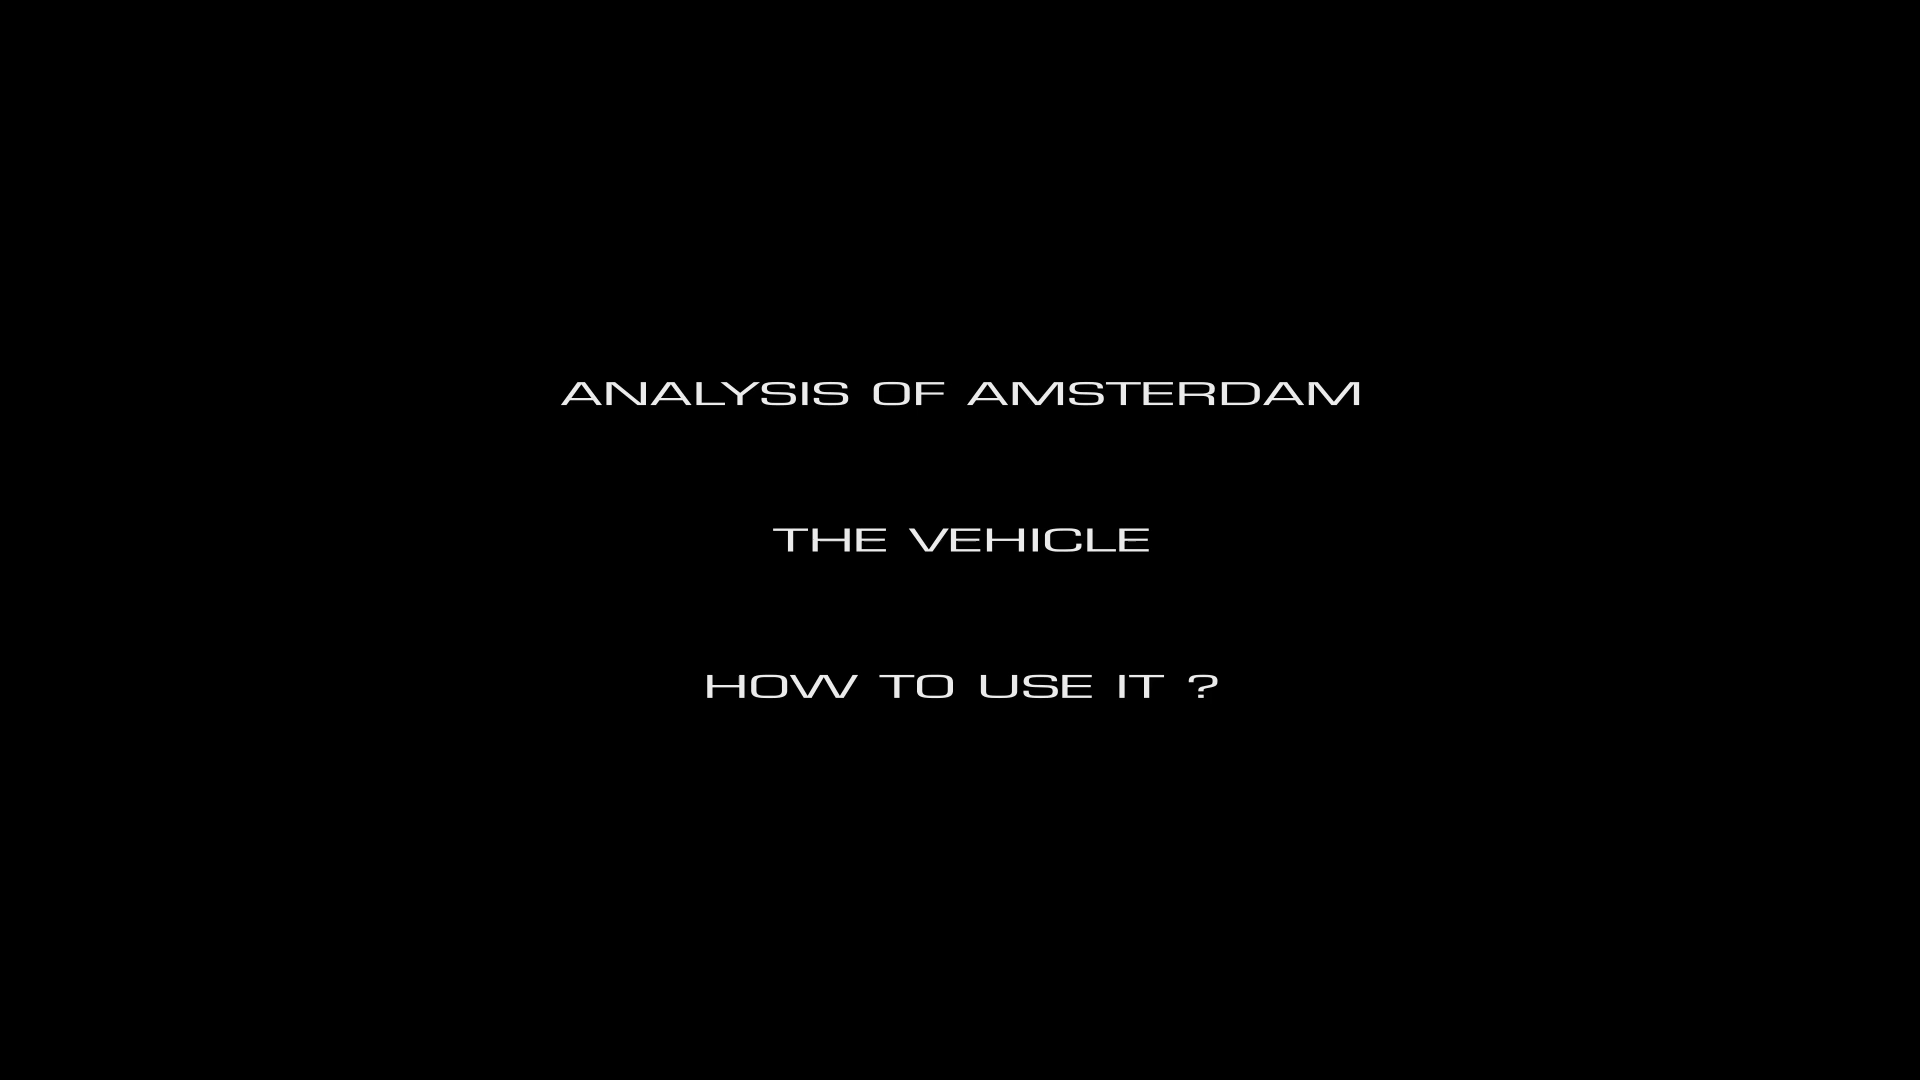 ANALYSIS OF AMSTERDAM
THE VEHICLE
HOW TO USE IT ?